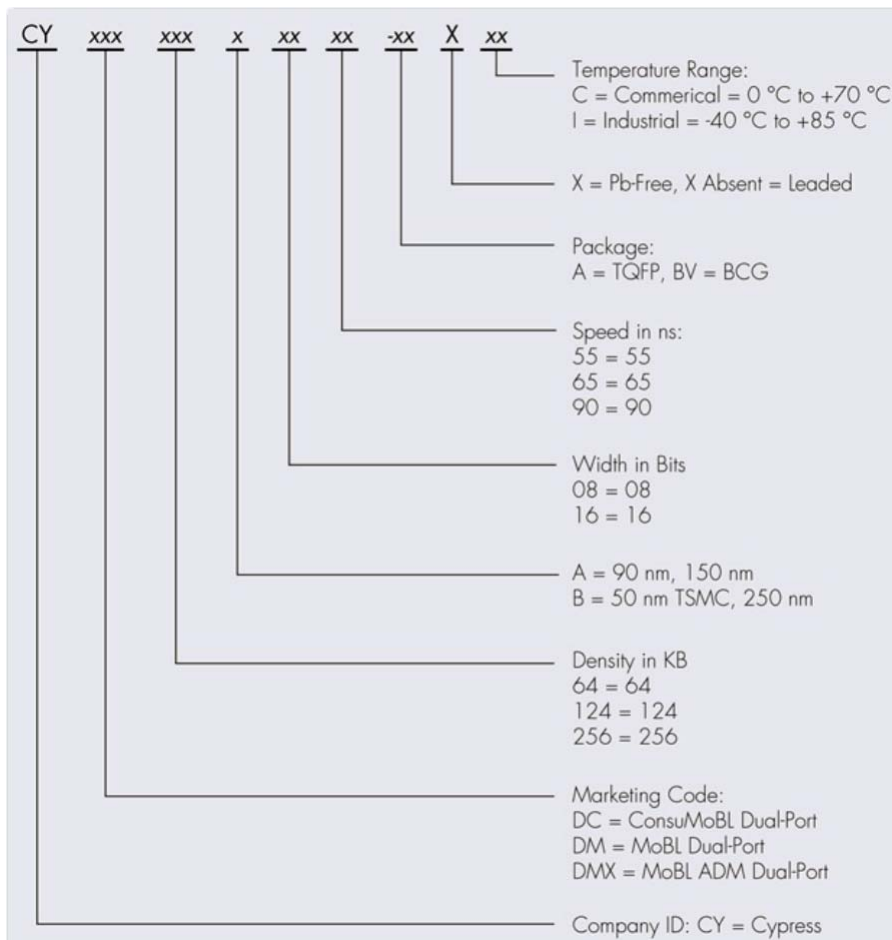 CY xxx xxx x xx xx -xx X xx
Temperature Range:
C = Commerical = 0 °C to +70 °C
I = Industrial = -40 °C to +85 °C
X = Pb-Free, X Absent = Leaded
Package:
A = TQFP, BV = BCG
Speed in ns:
55 = 55
65 = 65
90 = 90
Width in Bits
08 = 08
16 = 16
A = 90 nm, 150 nm
B = 50 nm TSMC, 250 nm
Density in KB
64 = 64
124 = 124
256 = 256
Marketing Code:
DC = ConsuMoBL Dual-Port
DM = MoBL Dual-Port
DMX = MoBL ADM Dual-Port
Company ID: CY = Cypress